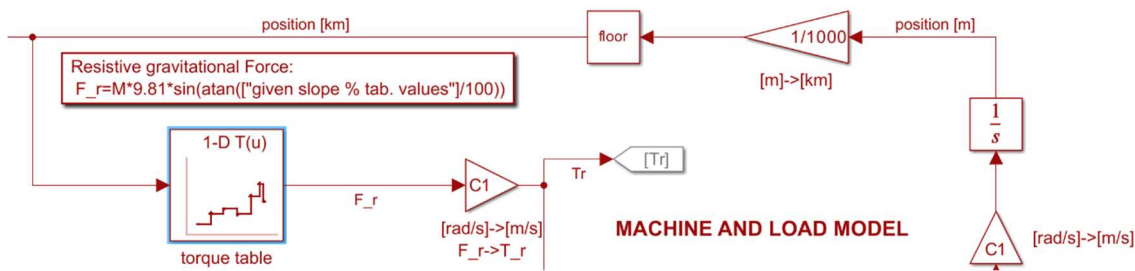 position [km]
floor
1/1000
position [m]
[m]->[km]
Resistive gravitational Force:
F_r=M*9.81*sin(atan(["given slope % tab. values"]/100))
1
s
1-D T(u)
F_r
C1
Tr
[Tr]
[rad/s]->[m/s]
F_r->T_r
MACHINE AND LOAD MODEL
C1
[rad/s]->[m/s]
torque table